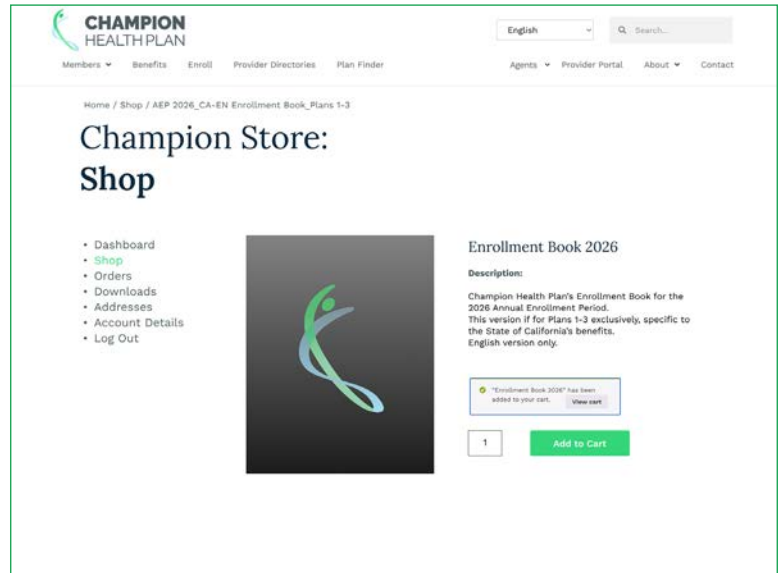 CHAMPION
HEALTH PLAN
English
Search...
Members
Benefits
Enroll
Provider Directories
Plan Finder
Agents
Provider Portal
About
Contact
Home / Shop / AEP 2026_CA-EN Enrollment Book_Plans 1-3
Champion Store:
Shop
• Dashboard
• Shop
• Orders
• Downloads
• Addresses
• Account Details
• Log Out
Enrollment Book 2026
Description:
Champion Health Plan's Enrollment Book for the
2026 Annual Enrollment Period.
This version if for Plans 1-3 exclusively, specific to
the State of California's benefits.
English version only.
"Enrollment Book 2026" has been
added to your cart.
View cart
1
Add to Cart